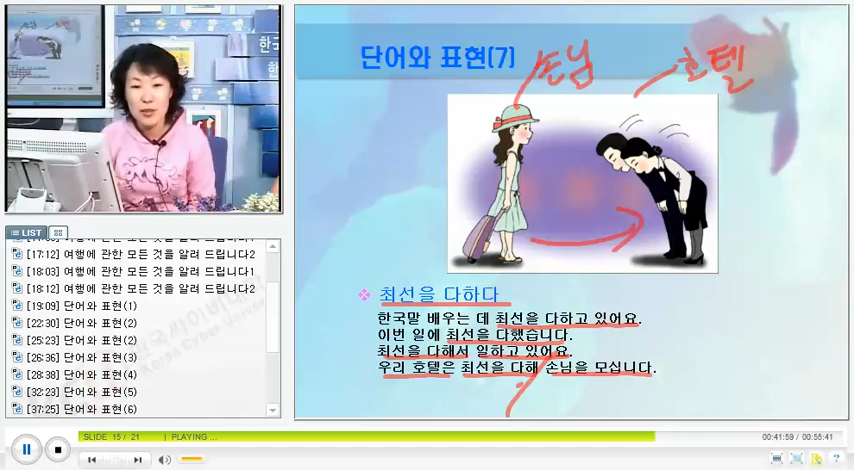 한국
단어와 표현(7)
손님
호텔
최선을 다하다
한국말 배우는 데 최선을 다하고 있어요.
이번 일에 최선을 다했습니다.
최선을 다해서 일하고 있어요.
우리 호텔은 최선을 다해 손님을 모십니다.
LIST
[17:12] 여행에 관한 모든 것을 알려 드립니다2
[18:03] 여행에 관한 모든 것을 알려 드립니다1
[18:12] 여행에 관한 모든 것을 알려 드립니다2
[19:09] 단어와 표현(1)
[22:30] 단어와 표현(2)
[25:23] 단어와 표현(2)
[26:36] 단어와 표현(3)
[28:38] 단어와 표현(4)
[32:23] 단어와 표현(5)
[37:25] 단어와 표현(6)
SLIDE 15 / 21 | PLAYING ...
00:41:59 / 00:55:41